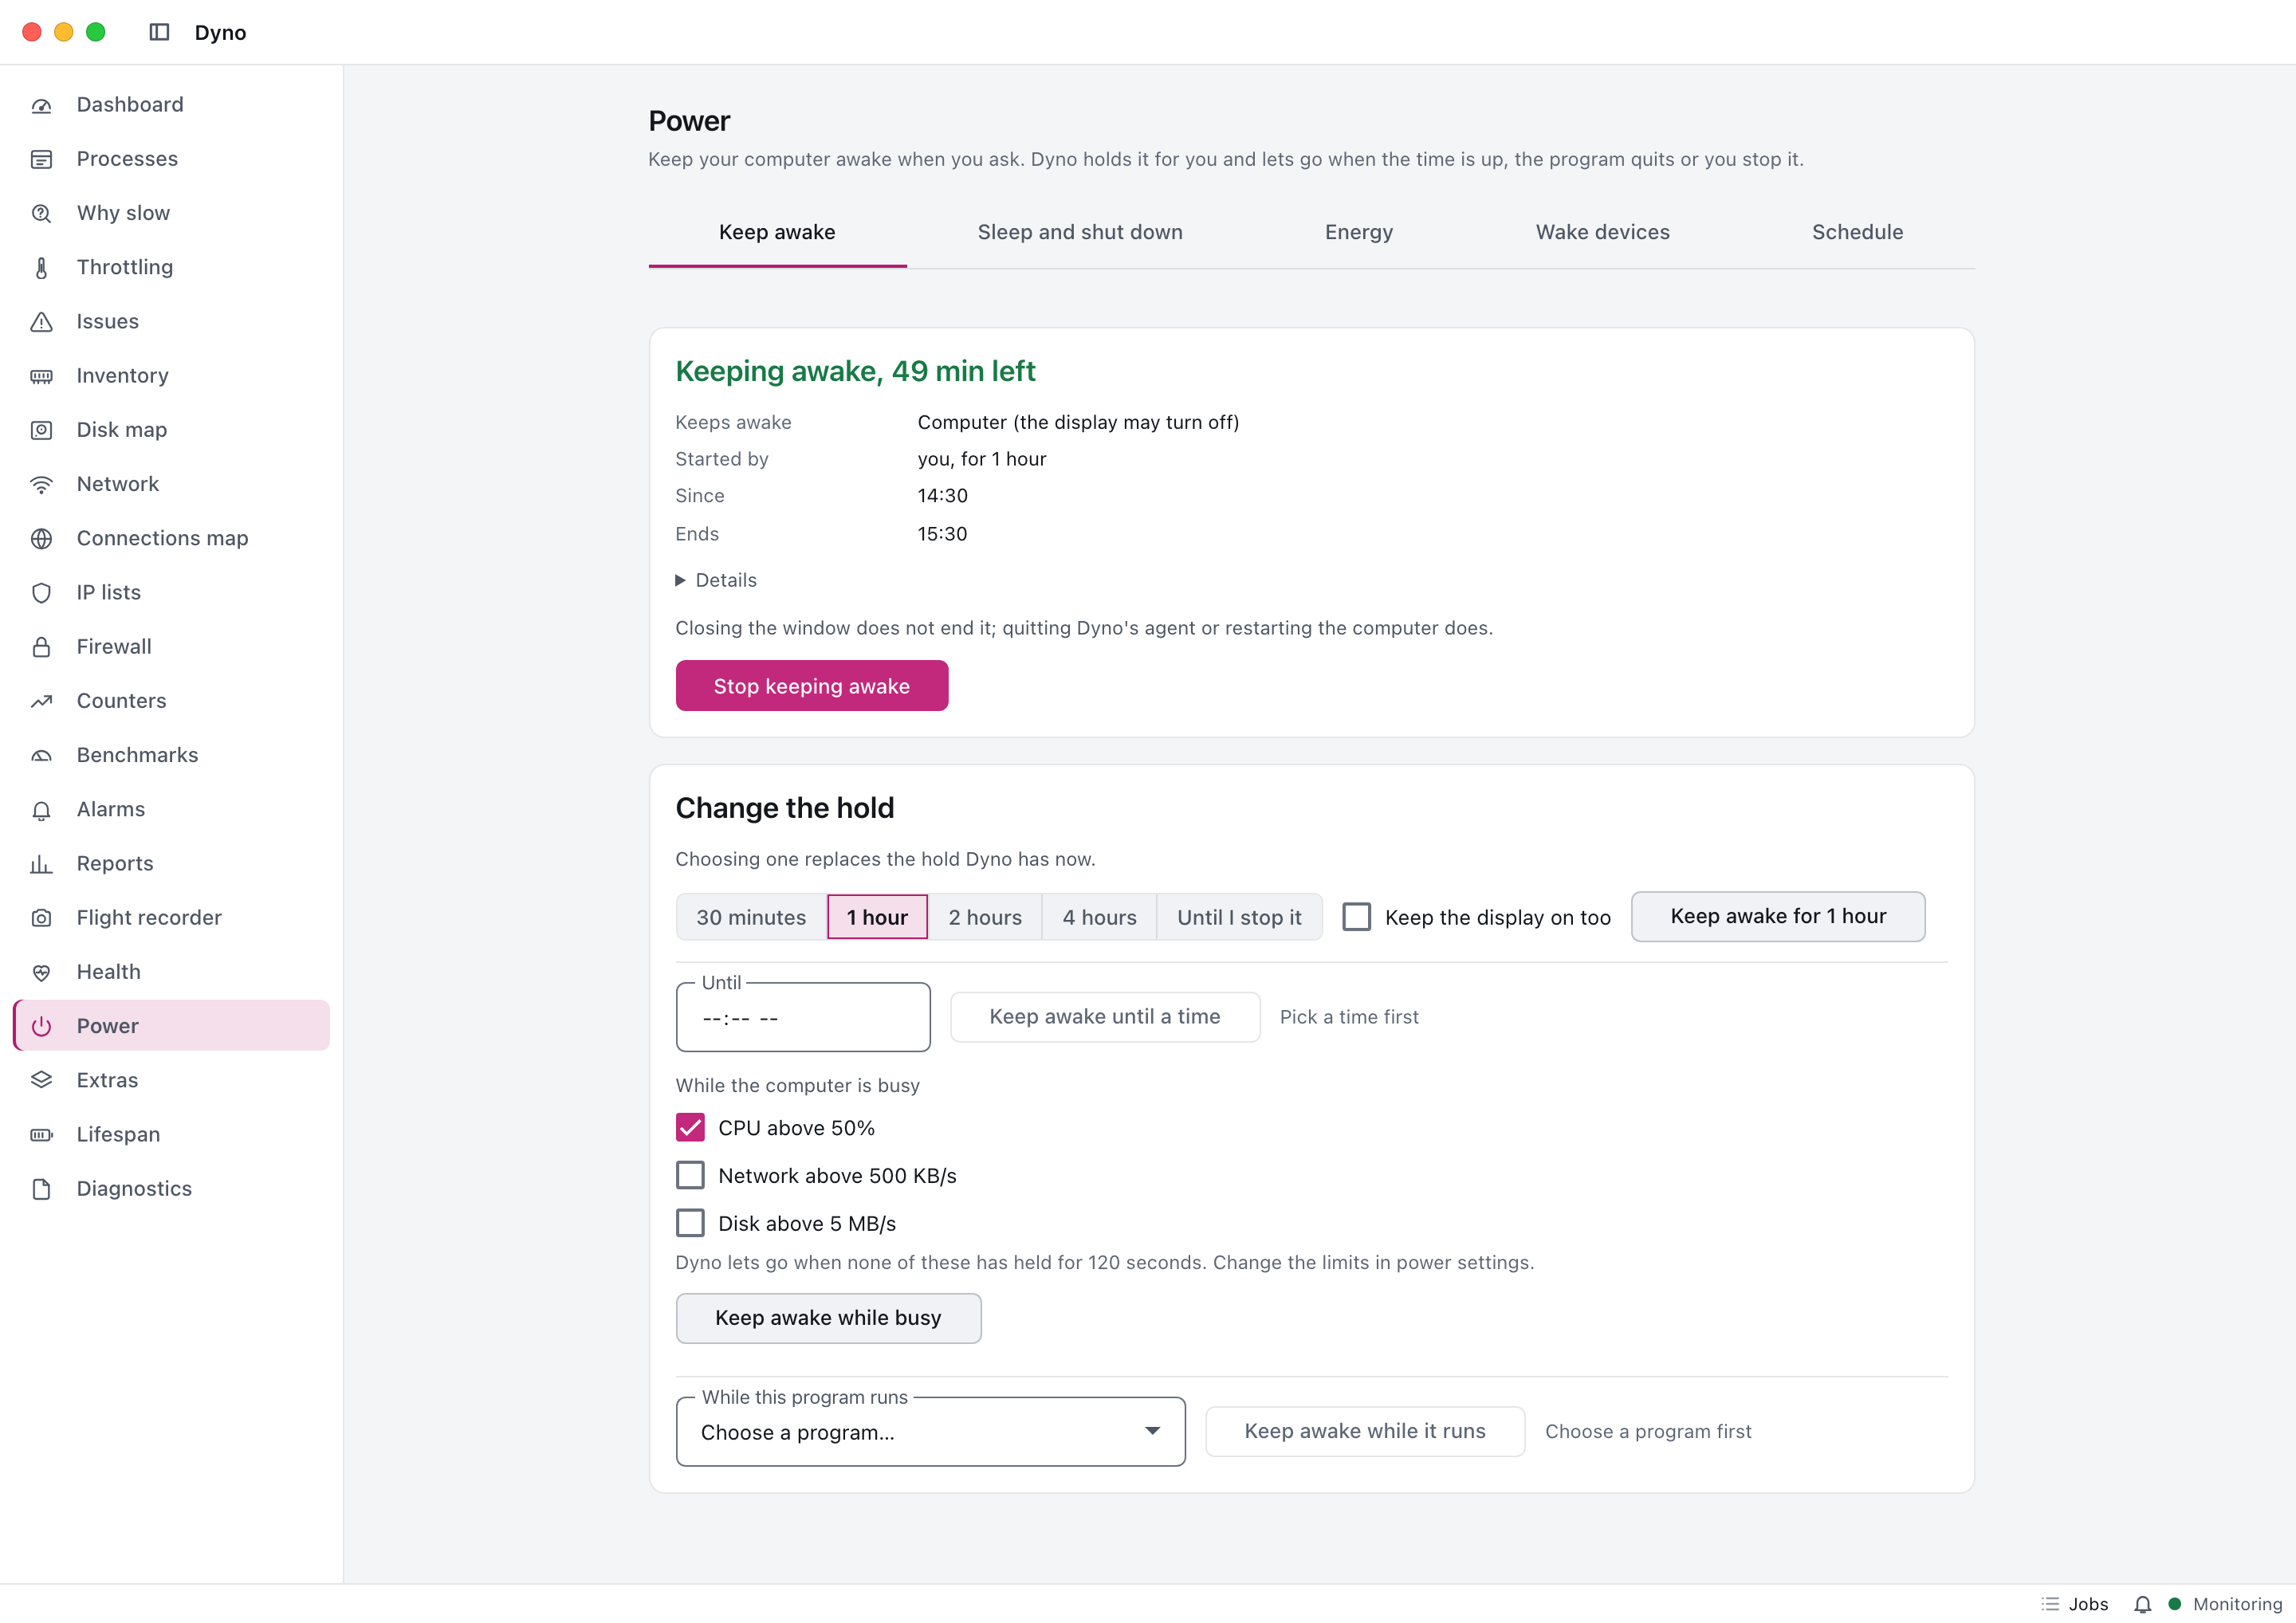 Dyno
Dashboard
Processes
Why slow
Throttling
Issues
Inventory
Disk map
Network
Connections map
IP lists
Firewall
Counters
Benchmarks
Alarms
Reports
Flight recorder
Health
Power
Extras
Lifespan
Diagnostics
Power
Keep your computer awake when you ask. Dyno holds it for you and lets go when the time is up, the program quits or you stop it.
Keep awake Sleep and shut down Energy Wake devices Schedule
Keeping awake, 49 min left
Keeps awake Computer (the display may turn off)
Started by you, for 1 hour
Since 14:30
Ends 15:30
Details
Closing the window does not end it; quitting Dyno's agent or restarting the computer does.
Stop keeping awake
Change the hold
Choosing one replaces the hold Dyno has now.
30 minutes 1 hour 2 hours 4 hours Until I stop it Keep the display on too Keep awake for 1 hour
Until
--:-- -- Keep awake until a time Pick a time first
While the computer is busy
CPU above 50%
Network above 500 KB/s
Disk above 5 MB/s
Dyno lets go when none of these has held for 120 seconds. Change the limits in power settings.
Keep awake while busy
While this program runs
Choose a program... Keep awake while it runs Choose a program first
Jobs Monitoring